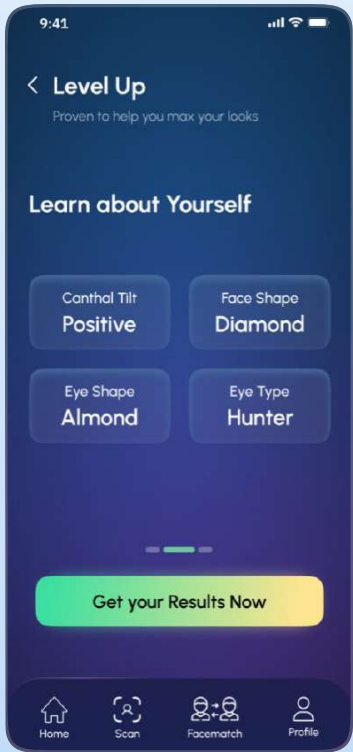 9:41
Level Up
Proven to help you max your looks
Learn about Yourself
Canthal Tilt
Positive
Face Shape
Diamond
Eye Shape
Almond
Eye Type
Hunter
Get your Results Now
Home
Scan
Facematch
Profile